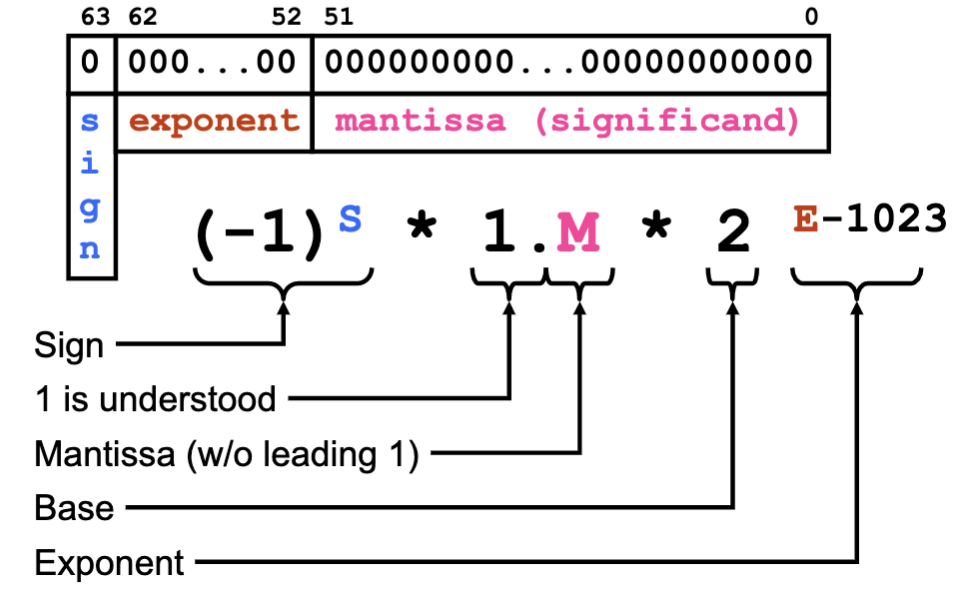 63 62 52 51 0
0 000...00 000000000...00000000000
sign exponent mantissa (significand)
(-1)S * 1.M * 2 E-1023
Sign
1 is understood
Mantissa (w/o leading 1)
Base
Exponent